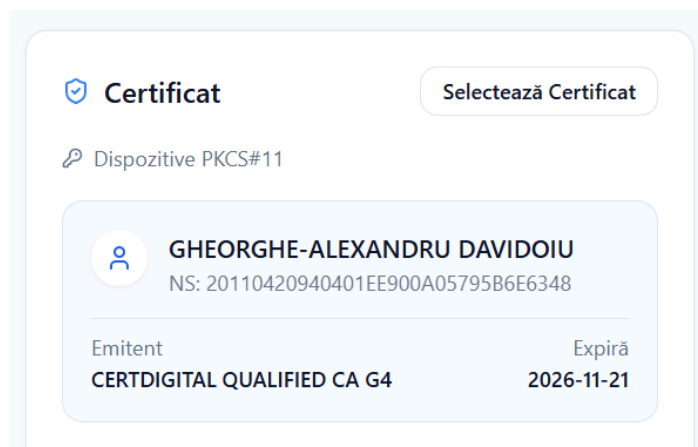 Certificat
Selectează Certificat
Dispozitive PKCS#11
GHEORGHE-ALEXANDRU DAVIDOIU
NS: 20110420940401EE900A05795B6E6348
Emitent
Expiră
CERTDIGITAL QUALIFIED CA G4
2026-11-21